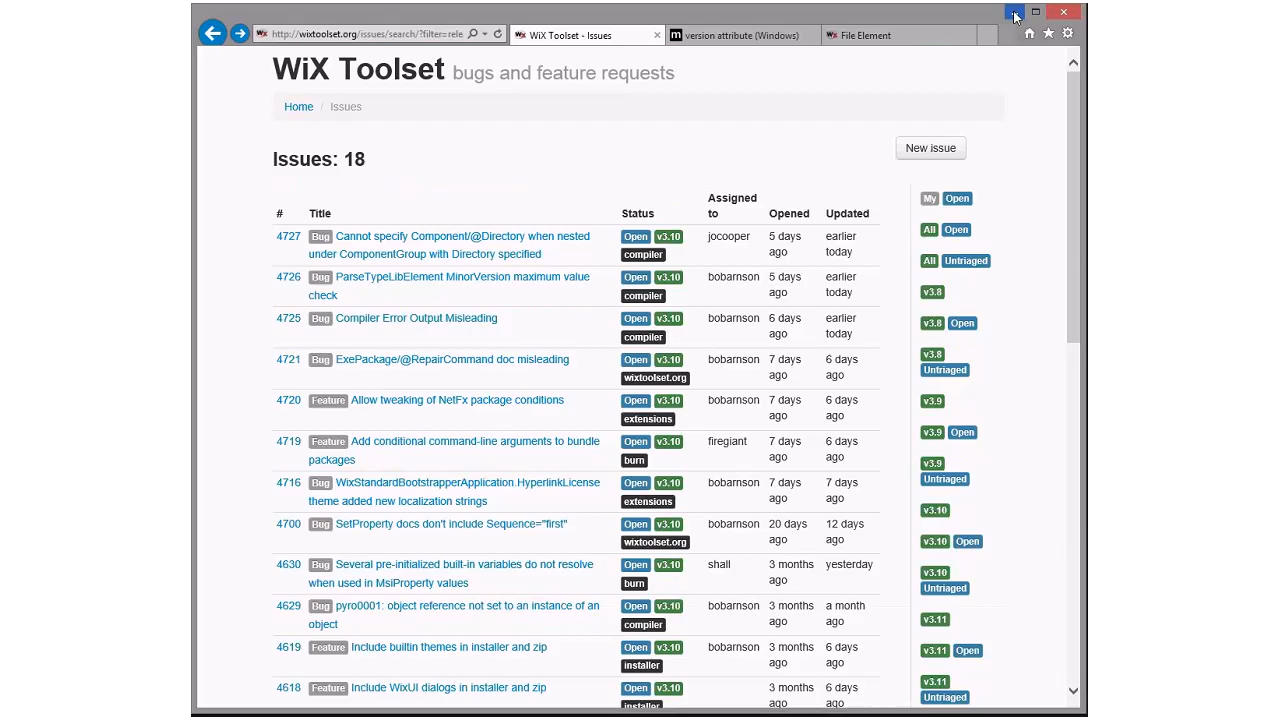 http://wixtoolset.org/issues/search/?filter=rele
WiX Toolset - Issues
version attribute (Windows)
File Element
WiX Toolset bugs and feature requests
Home / Issues
Issues: 18
New issue
# Title Status Assigned to Opened Updated
4727 Bug Cannot specify Component/@Directory when nested Open v3.10 jocooper 5 days earlier
under ComponentGroup with Directory specified compiler ago today
4726 Bug ParseTypeLibElement MinorVersion maximum value Open v3.10 bobarnson 5 days earlier
check compiler ago today
4725 Bug Compiler Error Output Misleading Open v3.10 bobarnson 6 days earlier
compiler ago today
4721 Bug ExePackage/@RepairCommand doc misleading Open v3.10 bobarnson 7 days 6 days
wixtoolset.org ago ago
4720 Feature Allow tweaking of NetFx package conditions Open v3.10 bobarnson 7 days 6 days
extensions ago ago
4719 Feature Add conditional command-line arguments to bundle Open v3.10 firegiant 7 days 6 days
packages burn ago ago
4716 Bug WixStandardBootstrapperApplication.HyperlinkLicense Open v3.10 bobarnson 7 days 7 days
theme added new localization strings extensions ago ago
4700 Bug SetProperty docs don't include Sequence="first" Open v3.10 bobarnson 20 days 12 days
wixtoolset.org ago ago
4630 Bug Several pre-initialized built-in variables do not resolve Open v3.10 shall 3 months yesterday
when used in MsiProperty values burn ago
4629 Bug pyro0001: object reference not set to an instance of an Open v3.10 bobarnson 3 months a month
object compiler ago ago
4619 Feature Include builtin themes in installer and zip Open v3.10 bobarnson 3 months 6 days
installer ago ago
4618 Feature Include WixUI dialogs in installer and zip Open v3.10 3 months 6 days
installer ago ago
My Open
All Open
All Untriaged
v3.8
v3.8 Open
v3.8
Untriaged
v3.9
v3.9 Open
v3.9
Untriaged
v3.10
v3.10 Open
v3.10
Untriaged
v3.11
v3.11 Open
v3.11
Untriaged